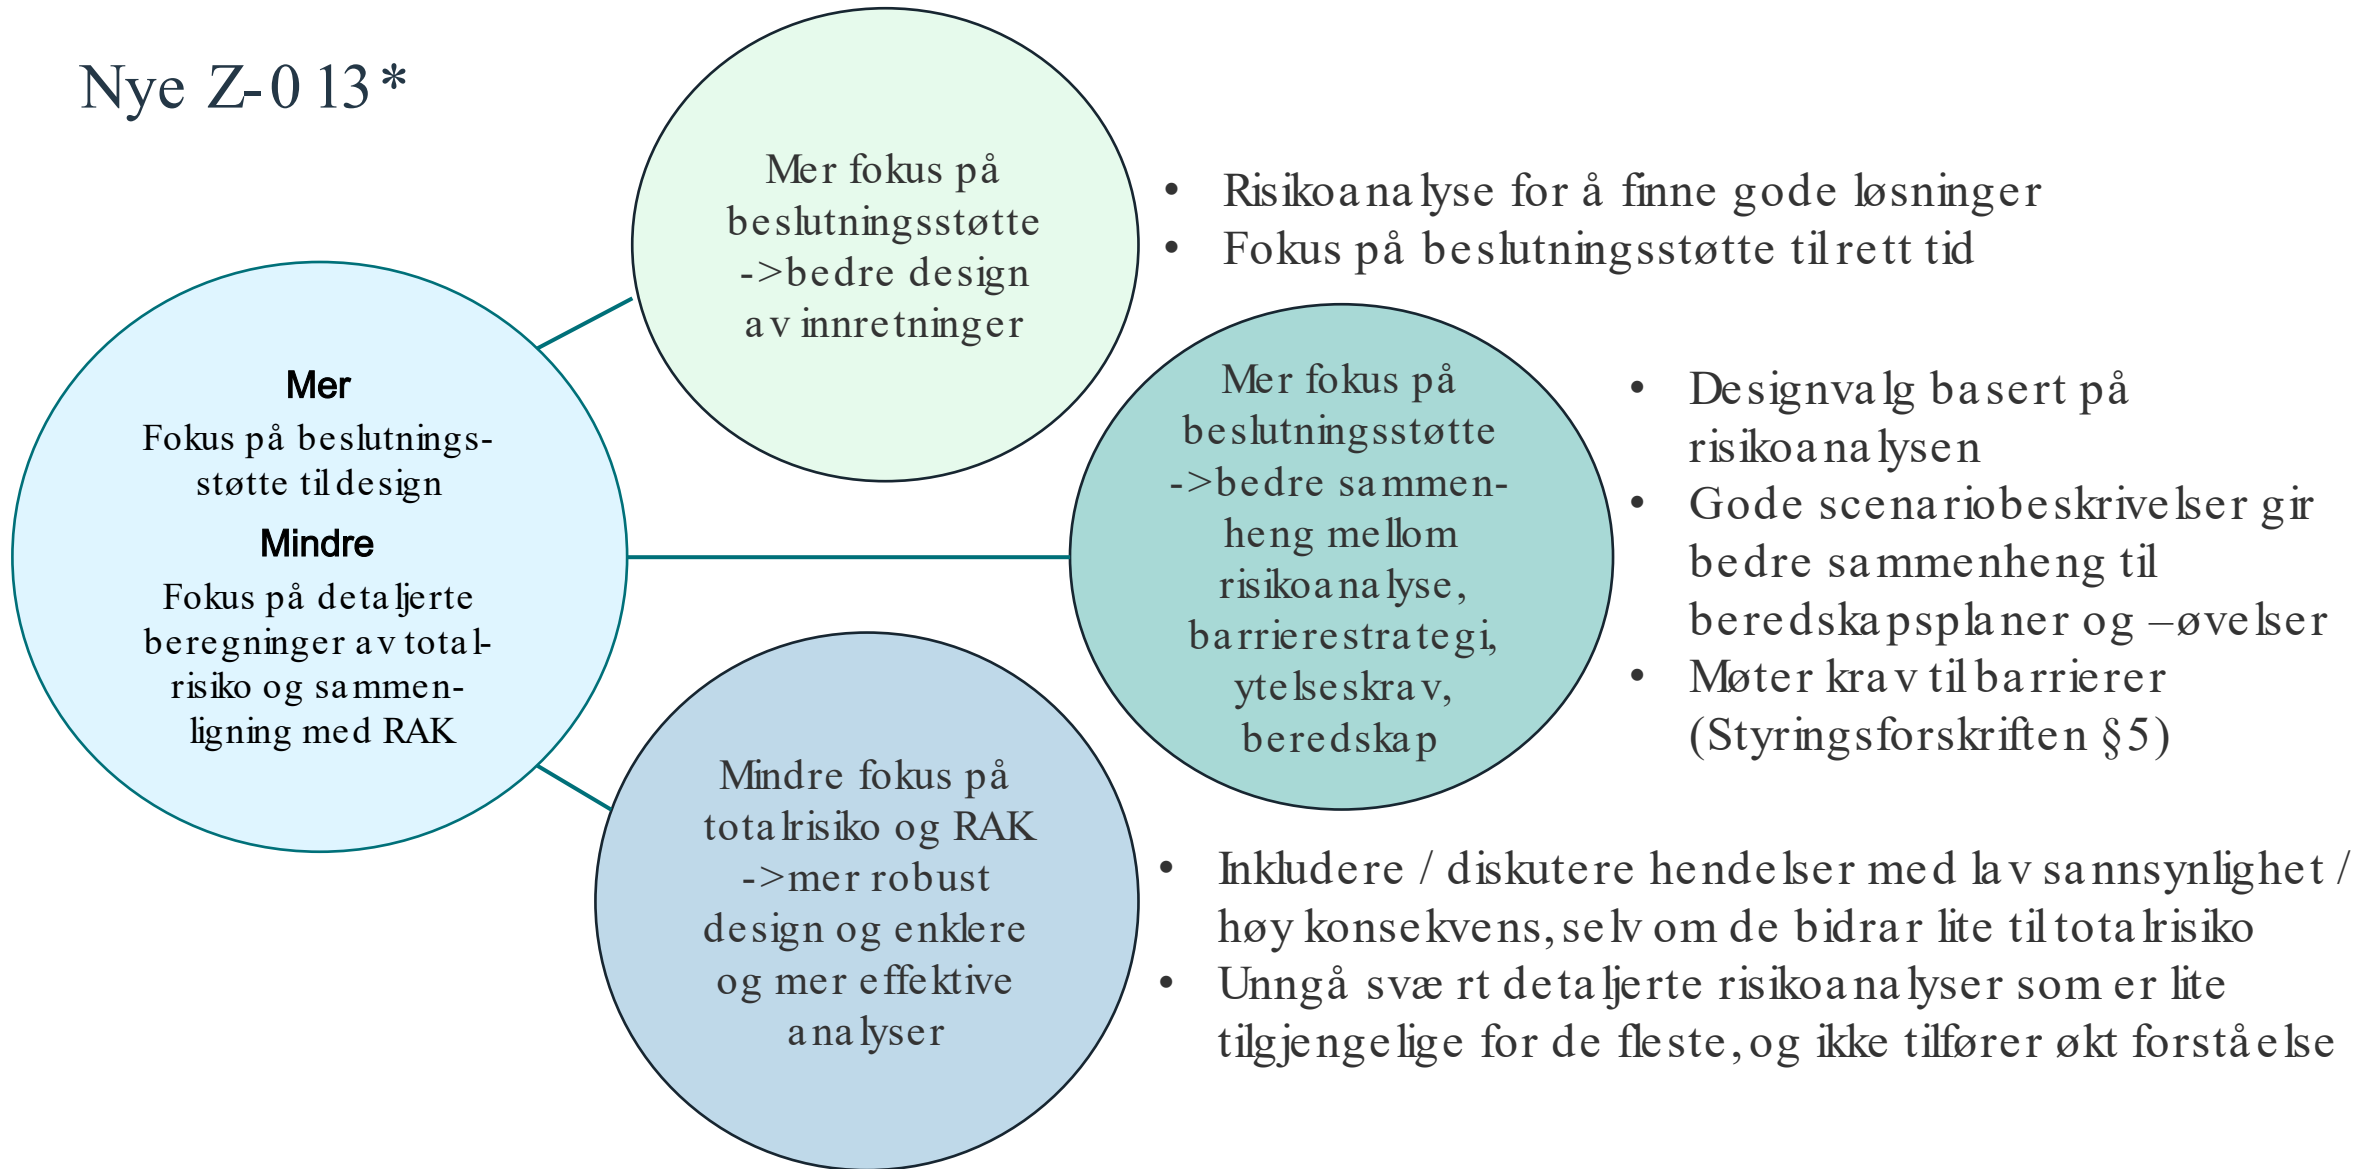 Nye Z-013*
Mer
Fokus på beslutnings-
støtte til design
Mindre
Fokus på detaljerte
beregninger av total-
risiko og sammen-
ligning med RAK
Mer fokus på
beslutningsstøtte
->bedre design
av innretninger
• Risikoanalyse for å finne gode løsninger
• Fokus på beslutningsstøtte til rett tid
Mer fokus på
beslutningsstøtte
->bedre sammen-
heng mellom
risikoanalyse,
barrierestrategi,
ytelseskrav,
beredskap
• Designvalg basert på
risikoanalysen
• Gode scenariobeskrivelser gir
bedre sammenheng til
beredskapsplaner og –øvelser
• Møter krav til barrierer
(Styringsforskriften §5)
Mindre fokus på
totalrisiko og RAK
->mer robust
design og enklere
og mer effektive
analyser
• Inkludere / diskutere hendelser med lav sannsynlighet /
høy konsekvens, selv om de bidrar lite til totalrisiko
• Unngå svært detaljerte risikoanalyser som er lite
tilgjengelige for de fleste, og ikke tilfører økt forståelse